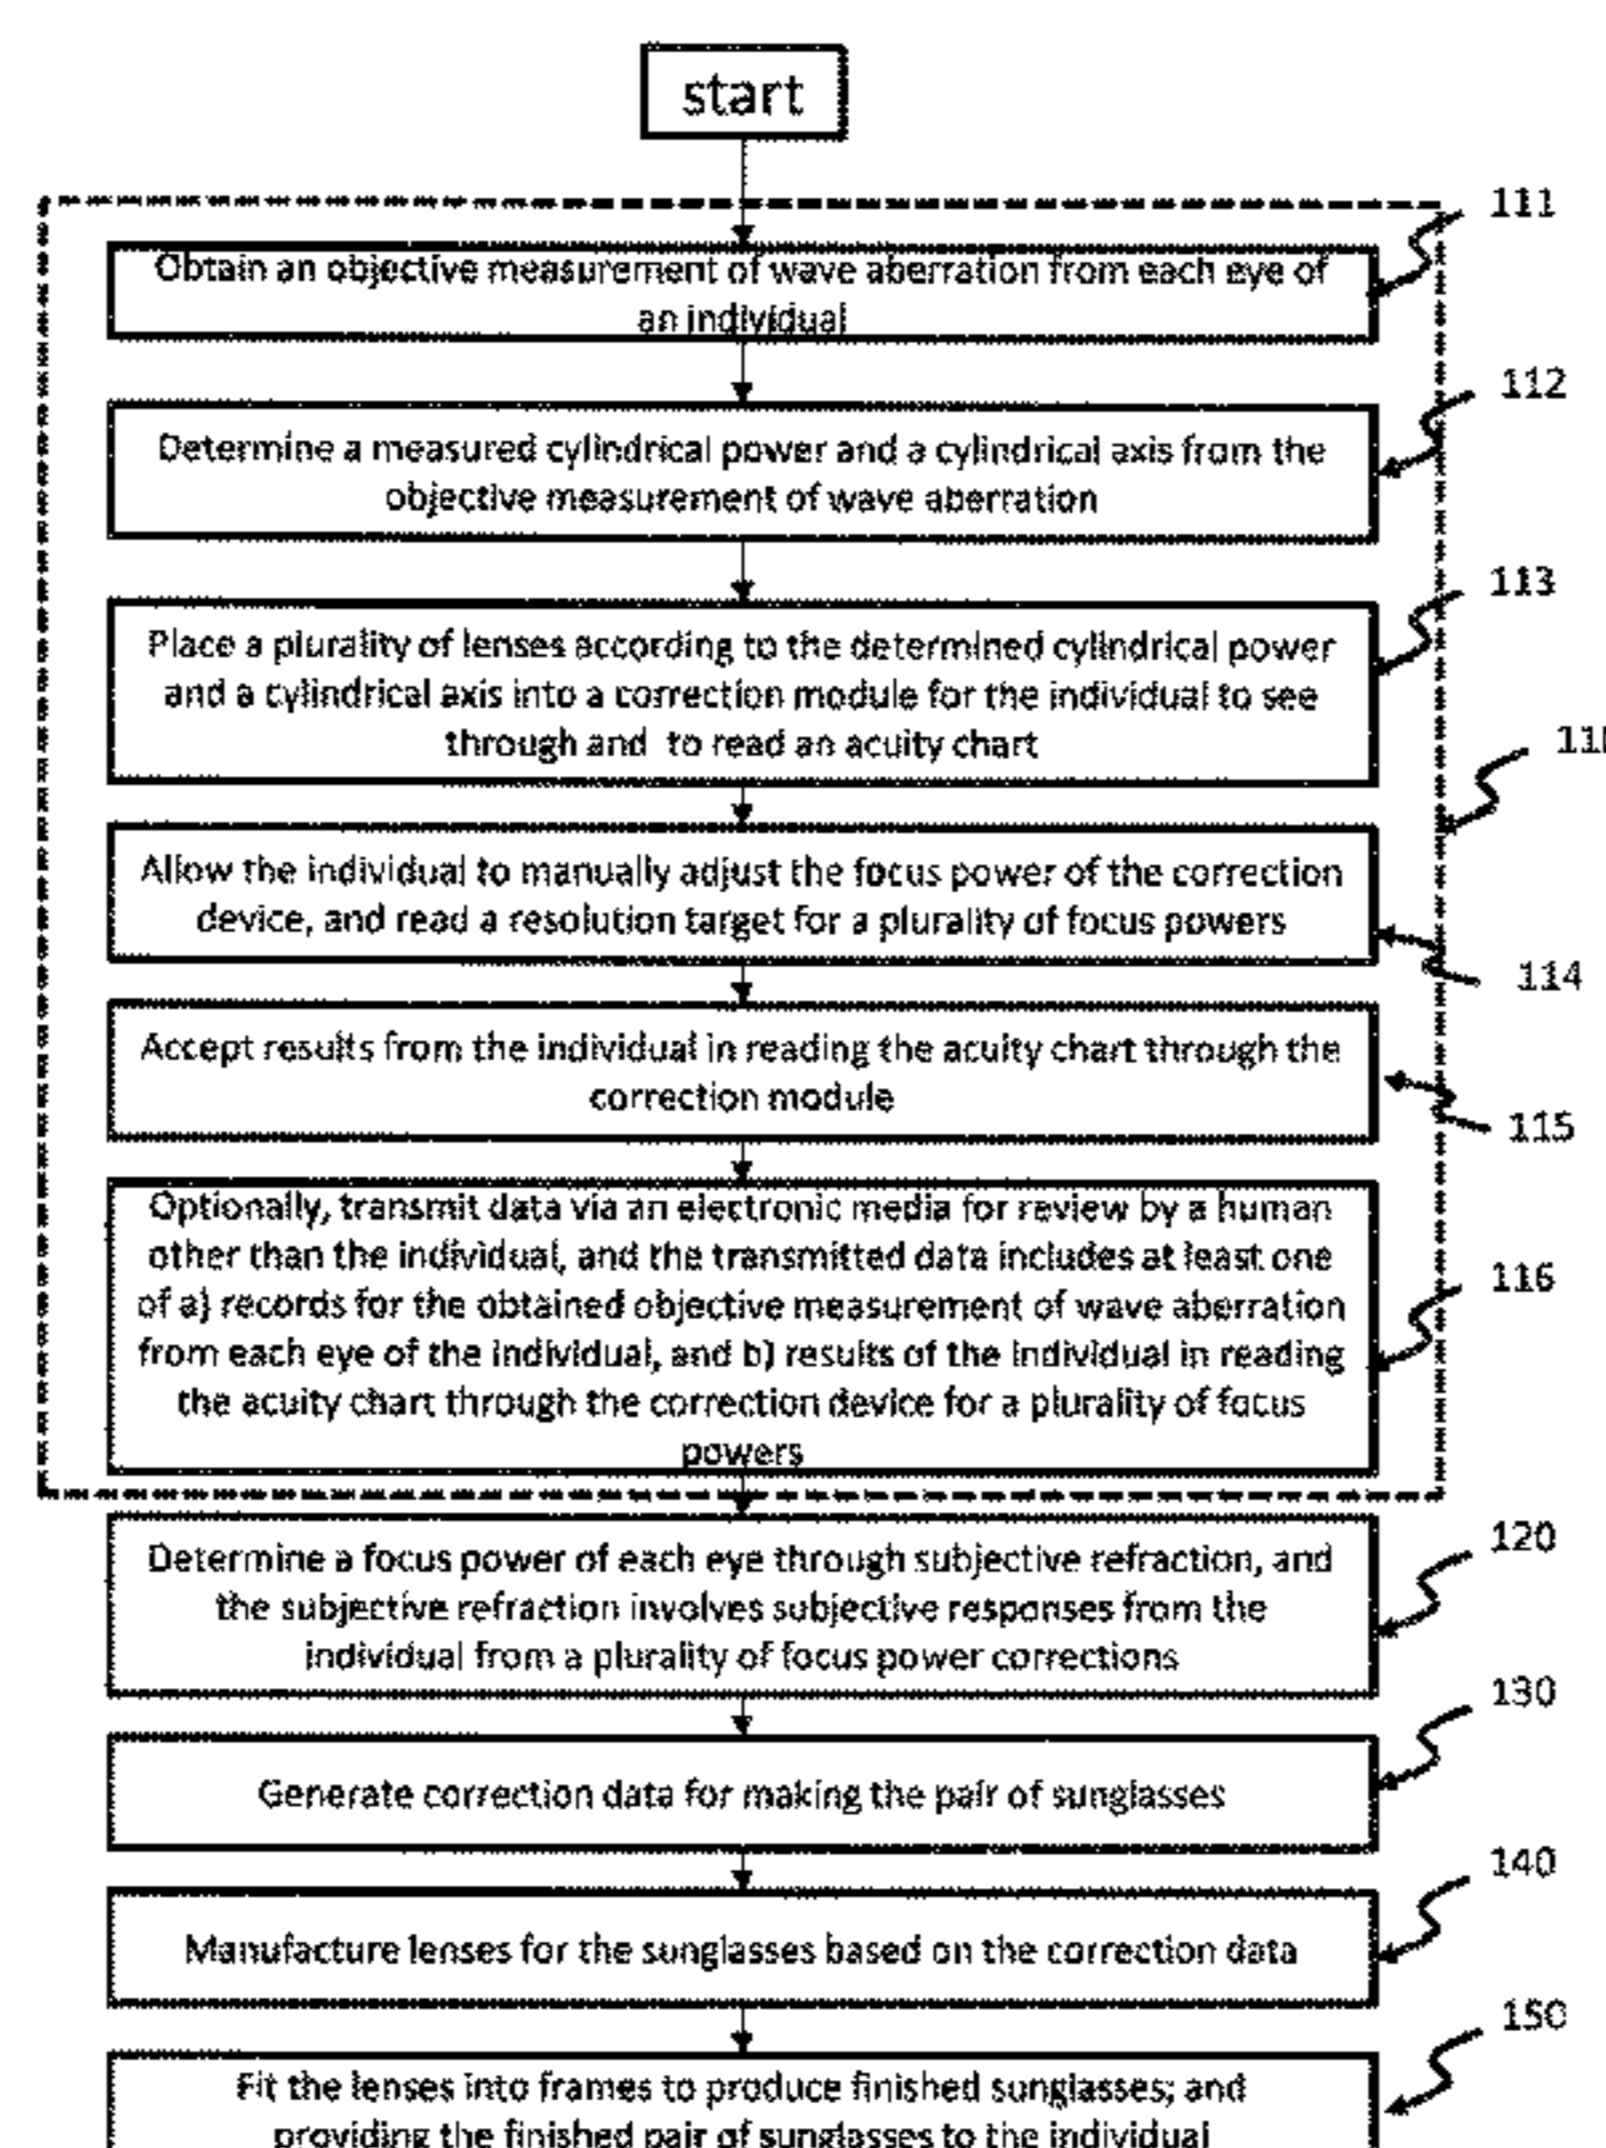 start
111
Obtain an objective measurement of wave aberration from each eye of
an individual
112
Determine a measured cylindrical power and a cylindrical axis from the
objective measurement of wave aberration
113
Place a plurality of lenses according to the determined cylindrical power
and a cylindrical axis into a correction module for the individual to see
through and to read an acuity chart
Allow the individual to manually adjust the focus power of the correction
device, and read a resolution target for a plurality of focus powers
114
Accept results from the individual in reading the acuity chart through the
correction module
115
Optionally, transmit data via an electronic media for review by a human
other than the individual, and the transmitted data includes at least one
of a) records for the obtained objective measurement of wave aberration
from each eye of the individual, and b) results of the individual in reading
the acuity chart through the correction device for a plurality of focus
powers
116
Determine a focus power of each eye through subjective refraction, and
the subjective refraction involves subjective responses from the
individual from a plurality of focus power corrections
120
130
Generate correction data for making the pair of sunglasses
140
Manufacture lenses for the sunglasses based on the correction data
150
Fit the lenses into frames to produce finished sunglasses; and
providing the finished pair of sunglasses to the individual